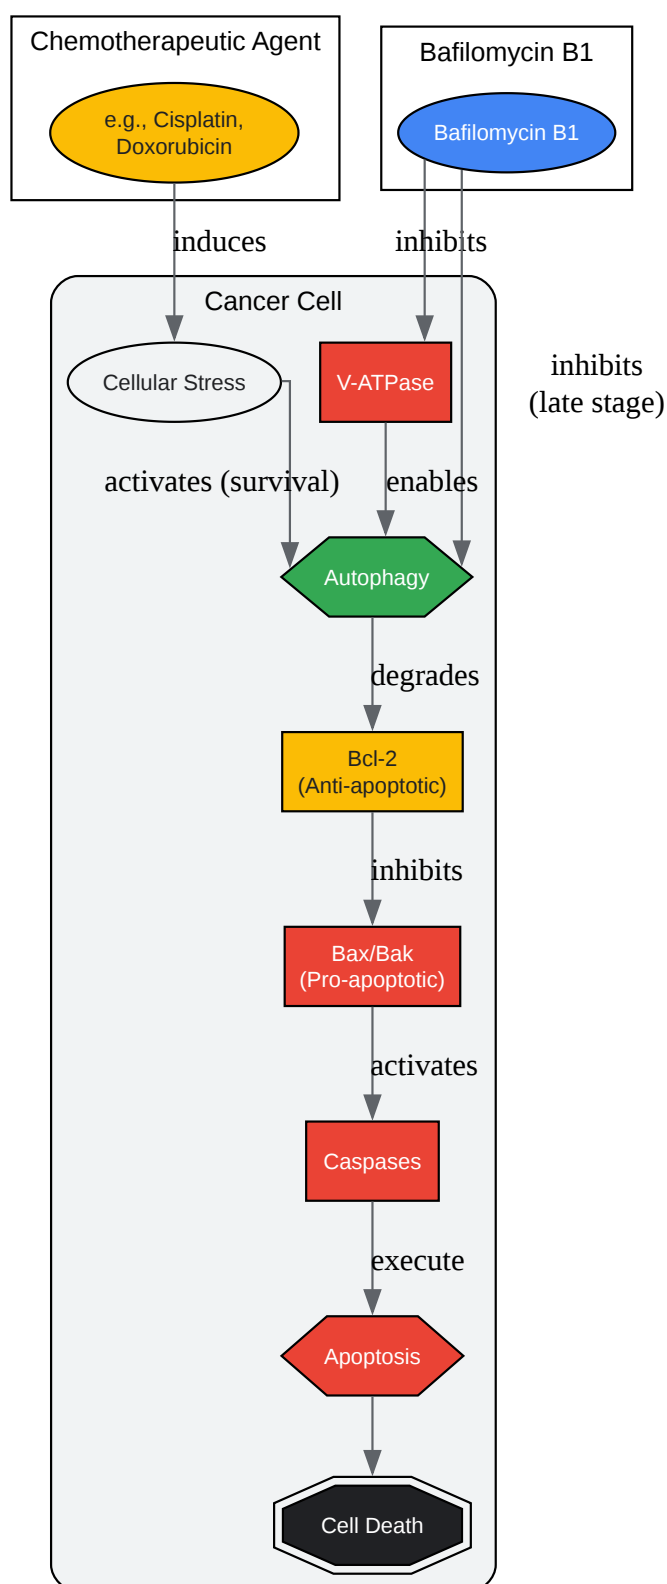 Chemotherapeutic Agent
Bafilomycin B1
e.g., Cisplatin,
Doxorubicin
Bafilomycin B1
induces
inhibits
Cancer Cell
Cellular Stress
V-ATPase
inhibits
(late stage)
activates (survival)
enables
Autophagy
degrades
Bcl-2
(Anti-apoptotic)
inhibits
Bax/Bak
(Pro-apoptotic)
activates
Caspases
execute
Apoptosis
Cell Death